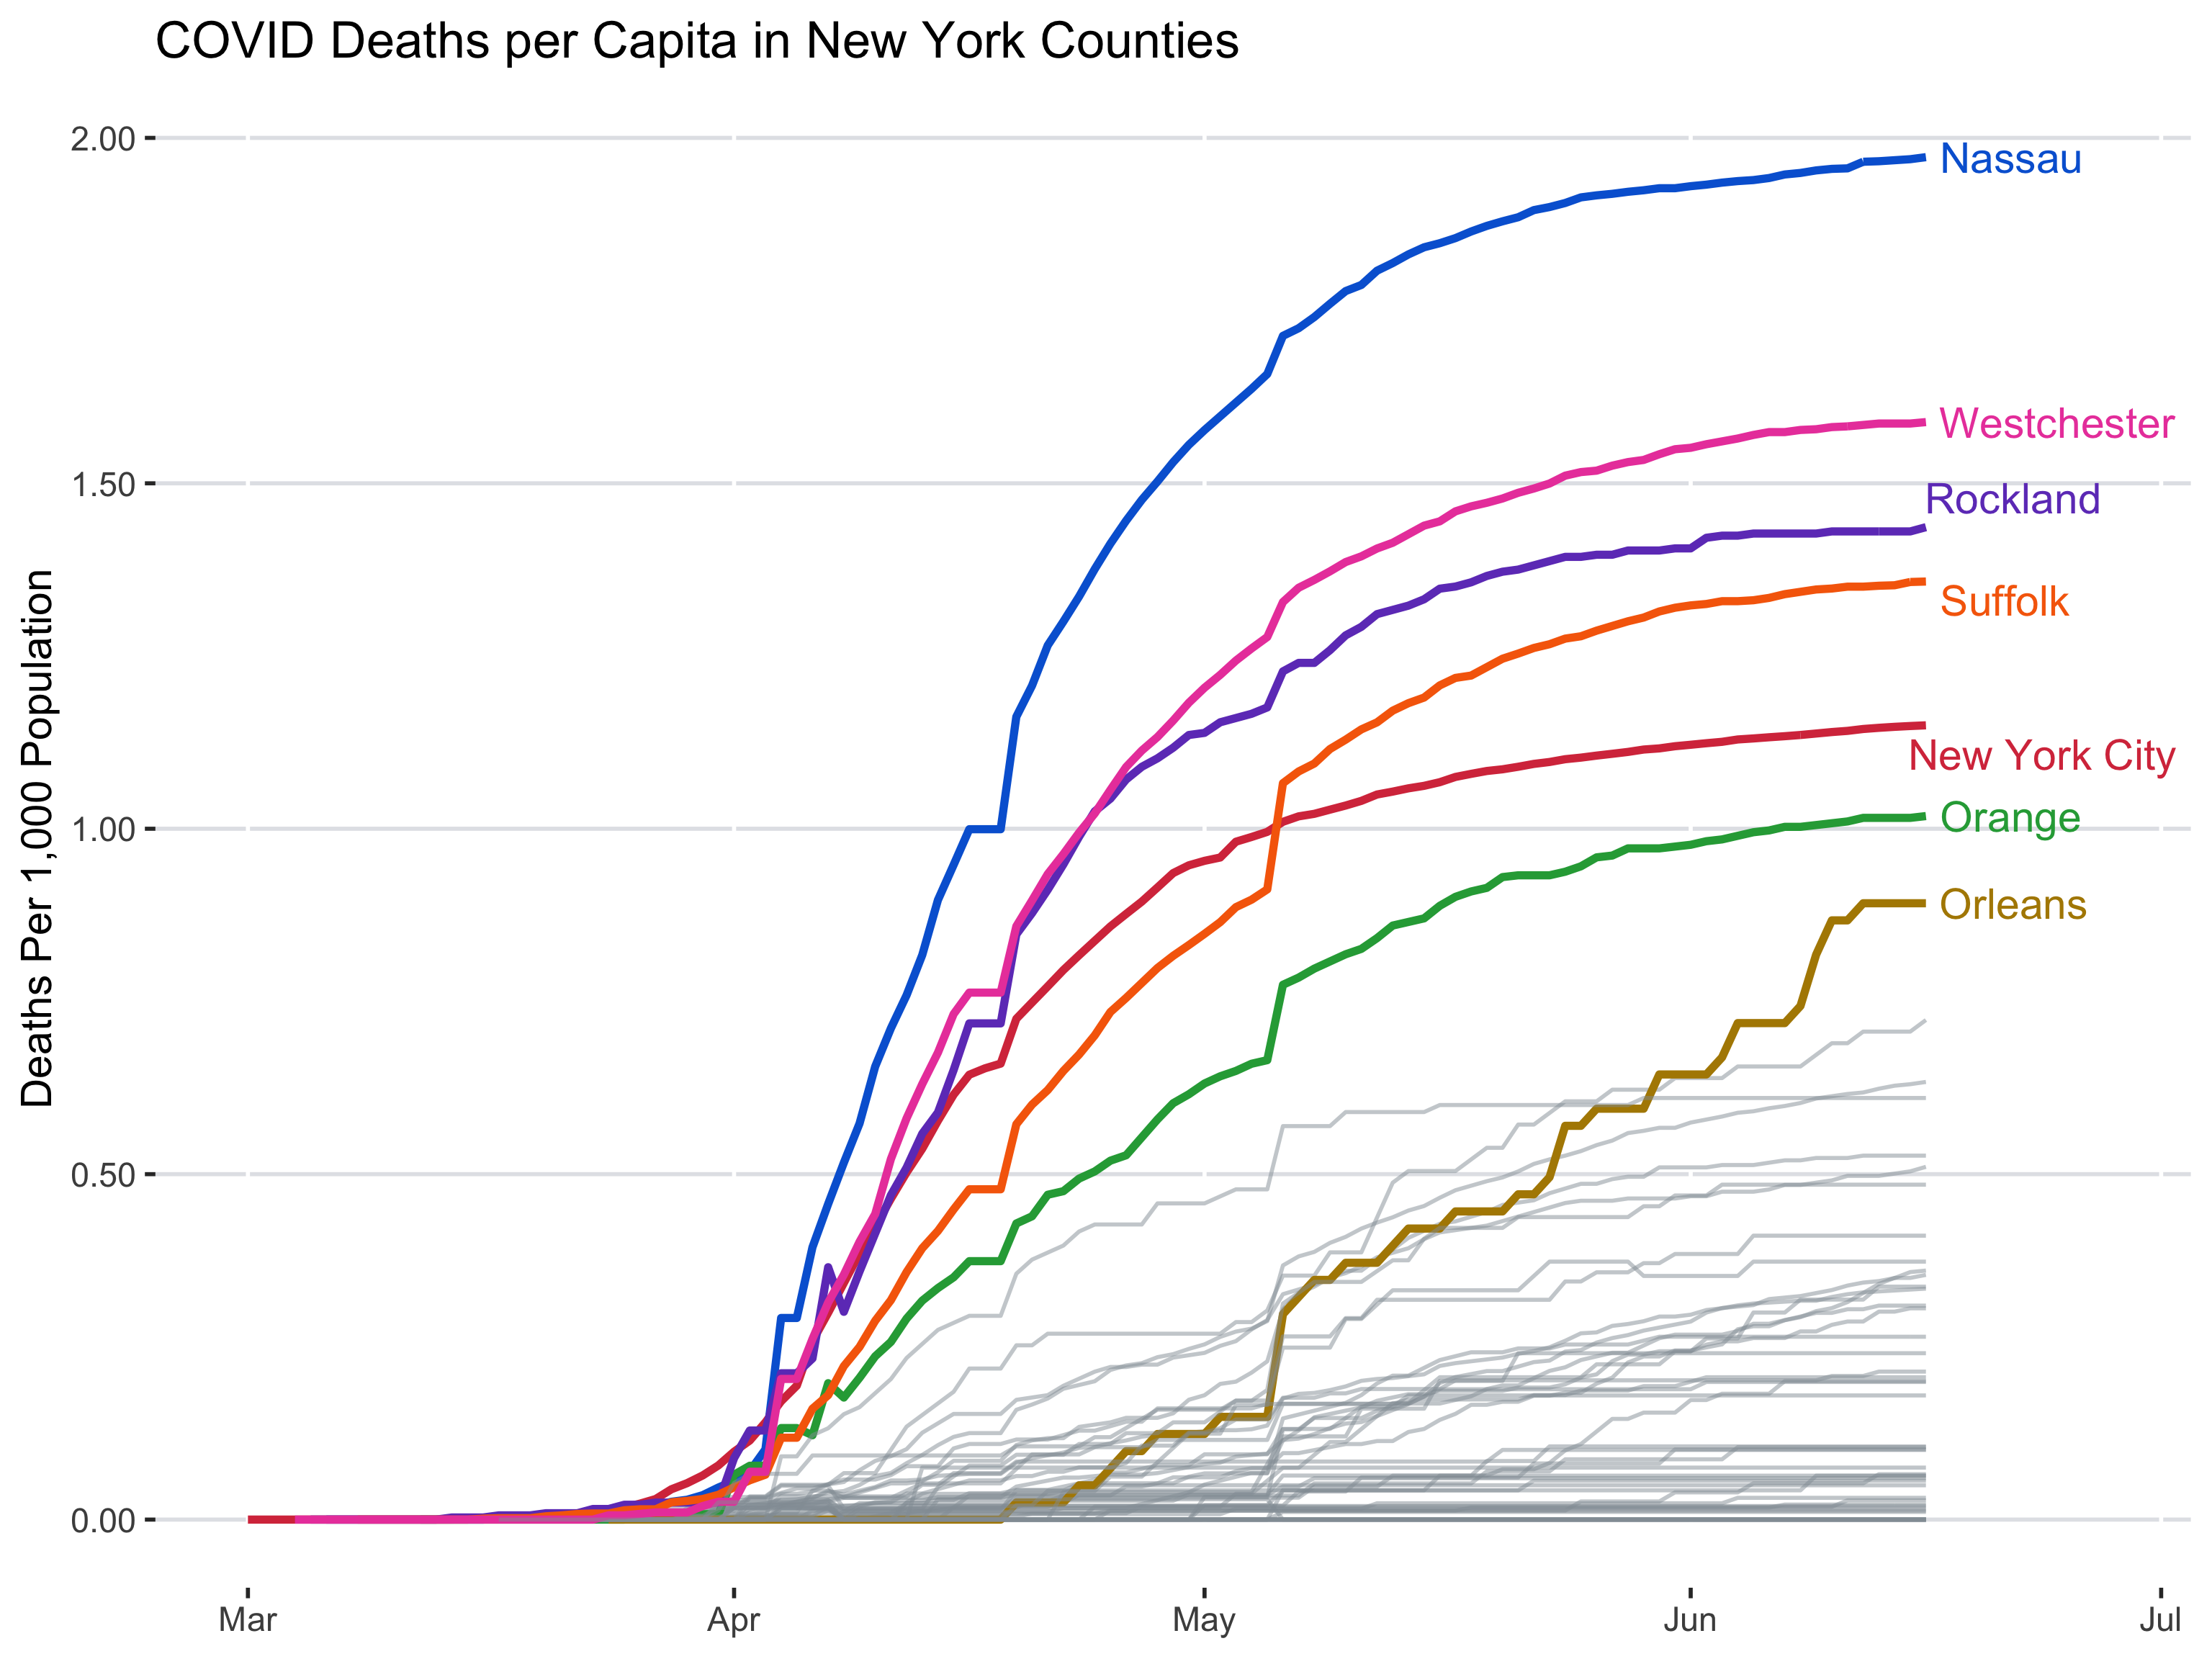 COVID Deaths per Capita in New York Counties
Deaths Per 1,000 Population
2.00
1.50
1.00
0.50
0.00
Nassau
Westchester
Rockland
Suffolk
New York City
Orange
Orleans
Mar Apr May Jun Jul